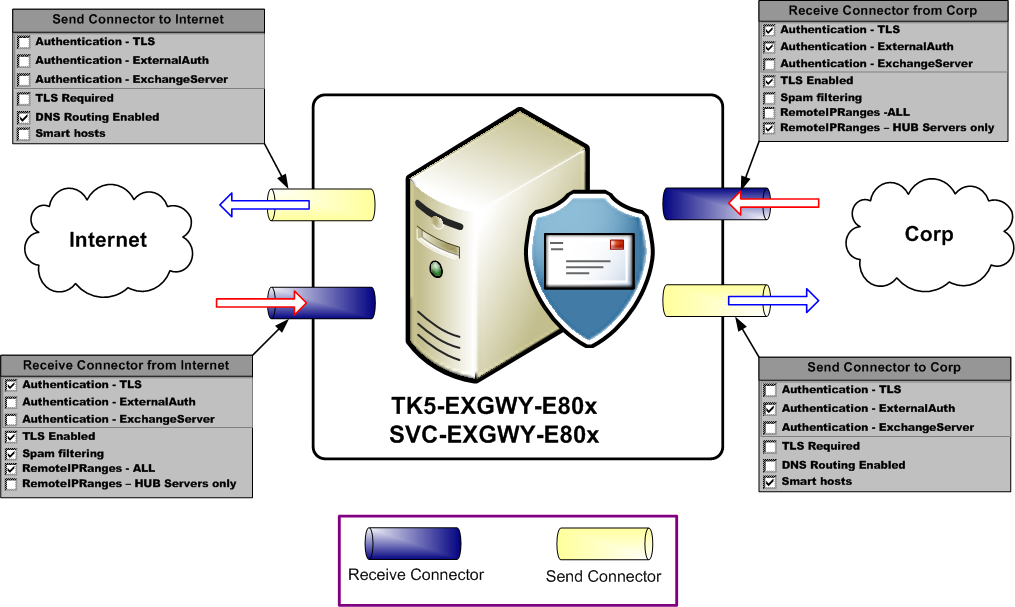 Send Connector to Internet
Authentication - TLS
Authentication - ExternalAuth
Authentication - ExchangeServer
TLS Required
DNS Routing Enabled
Smart hosts
Receive Connector from Corp
Authentication - TLS
Authentication - ExternalAuth
Authentication - ExchangeServer
TLS Enabled
Spam filtering
RemoteIPRanges -ALL
RemoteIPRanges – HUB Servers only
Internet
Corp
Receive Connector from Internet
Authentication - TLS
Authentication - ExternalAuth
Authentication - ExchangeServer
TLS Enabled
Spam filtering
RemoteIPRanges - ALL
RemoteIPRanges – HUB Servers only
TK5-EXGWY-E80x
SVC-EXGWY-E80x
Send Connector to Corp
Authentication - TLS
Authentication - ExternalAuth
Authentication - ExchangeServer
TLS Required
DNS Routing Enabled
Smart hosts
Receive Connector
Send Connector